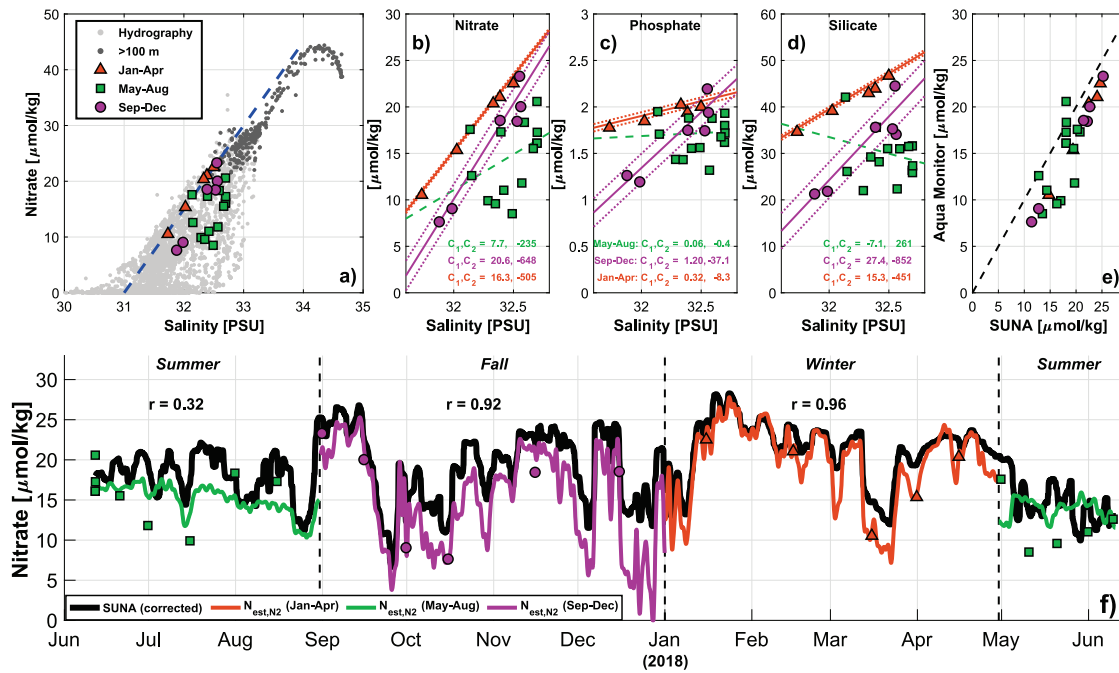 Nitrate [μmol/kg]
50
40
30
20
10
0
Hydrography
>100 m
Jan-Apr
May-Aug
Sep-Dec
a)
30 31 32 33 34 35
Salinity [PSU]
b) Nitrate
[μmol/kg]
30
25
20
15
10
5
0
C1,C2 = 7.7, -235
C1,C2 = 20.6, -648
C1,C2 = 16.3, -505
32 32.5
Salinity [PSU]
c) Phosphate
[μmol/kg]
3
2.5
2
1.5
1
0.5
0
May-Aug: C1,C2 = 0.06, -0.4
Sep-Dec: C1,C2 = 1.20, -37.1
Jan-Apr: C1,C2 = 0.32, -8.3
32 32.5
Salinity [PSU]
d) Silicate
[μmol/kg]
60
50
40
30
20
10
0
C1,C2 = -7.1, 261
C1,C2 = 27.4, -852
C1,C2 = 15.3, -451
32 32.5
Salinity [PSU]
Aqua Monitor [μmol/kg]
30
25
20
15
10
5
0
e)
0 5 10 15 20 25
SUNA [μmol/kg]
Summer Fall Winter Summer
r = 0.32 r = 0.92 r = 0.96
Nitrate [μmol/kg]
30
25
20
15
10
5
0
SUNA (corrected) Nest,N2 (Jan-Apr) Nest,N2 (May-Aug) Nest,N2 (Sep-Dec)
f)
Jun Jul Aug Sep Oct Nov Dec Jan Feb Mar Apr May Jun
(2018)